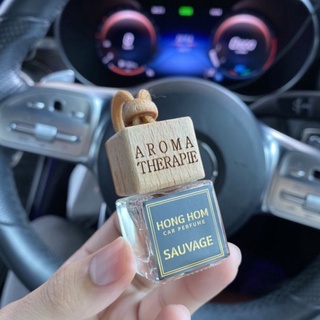 AROMA
THERAPIE
HONG HOM
CAR PERFUME
SAUVAGE